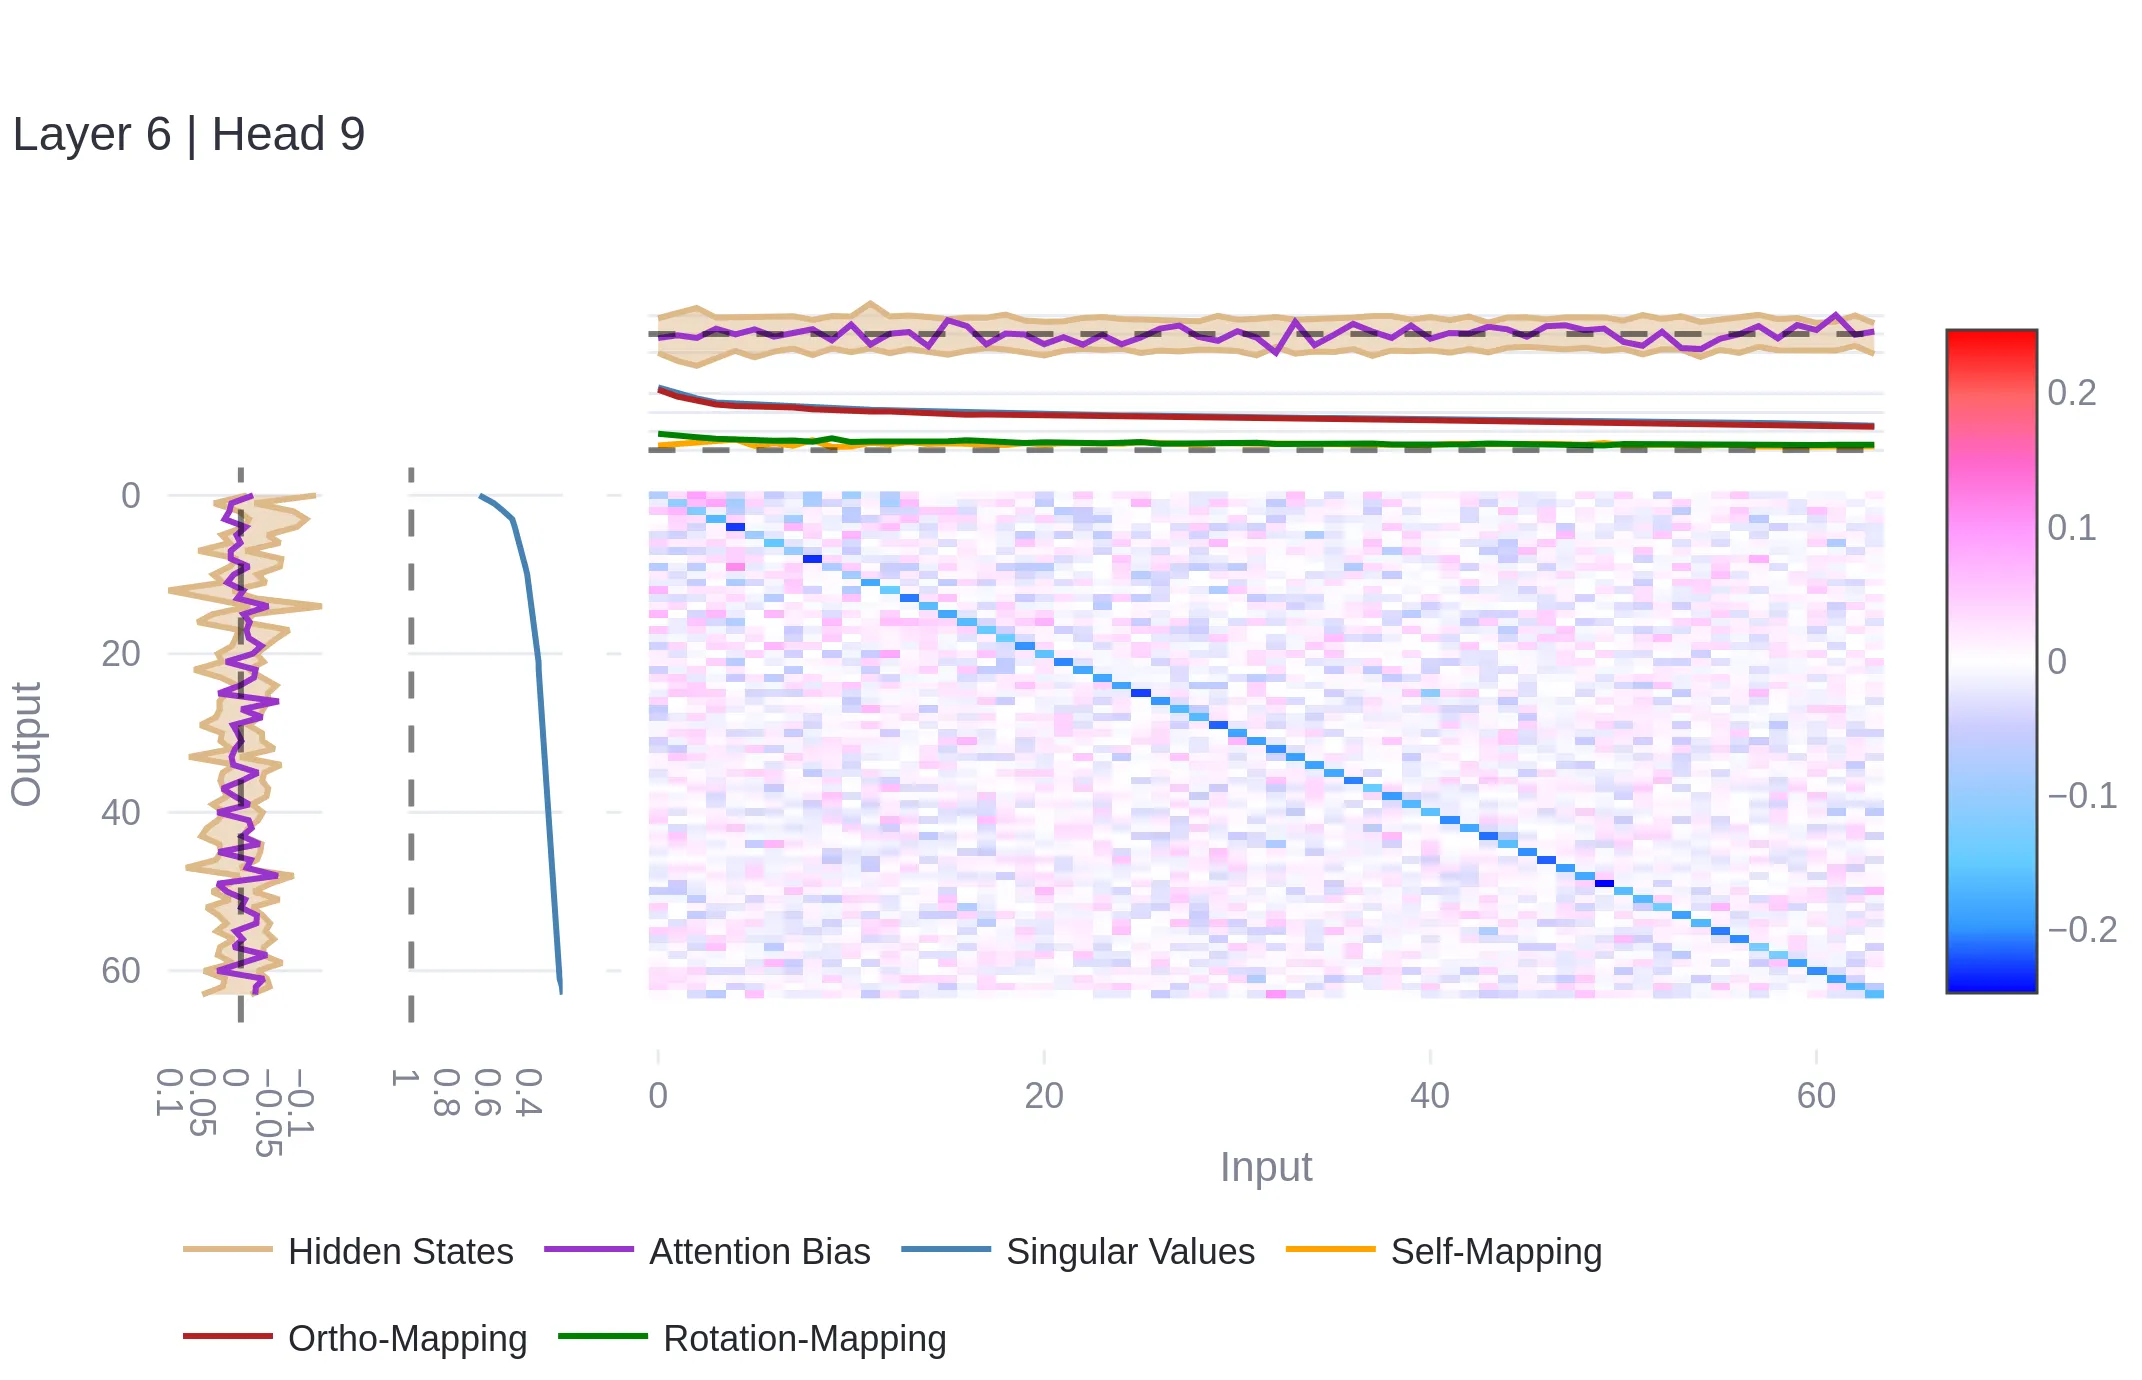 Layer 6 | Head 9
0
20
40
60
Output
0.1
0.05
0
−0.05
−0.1
1
0.8
0.6
0.4
0
20
40
60
Input
0.2
0.1
0
−0.1
−0.2
Hidden States
Attention Bias
Singular Values
Self-Mapping
Ortho-Mapping
Rotation-Mapping